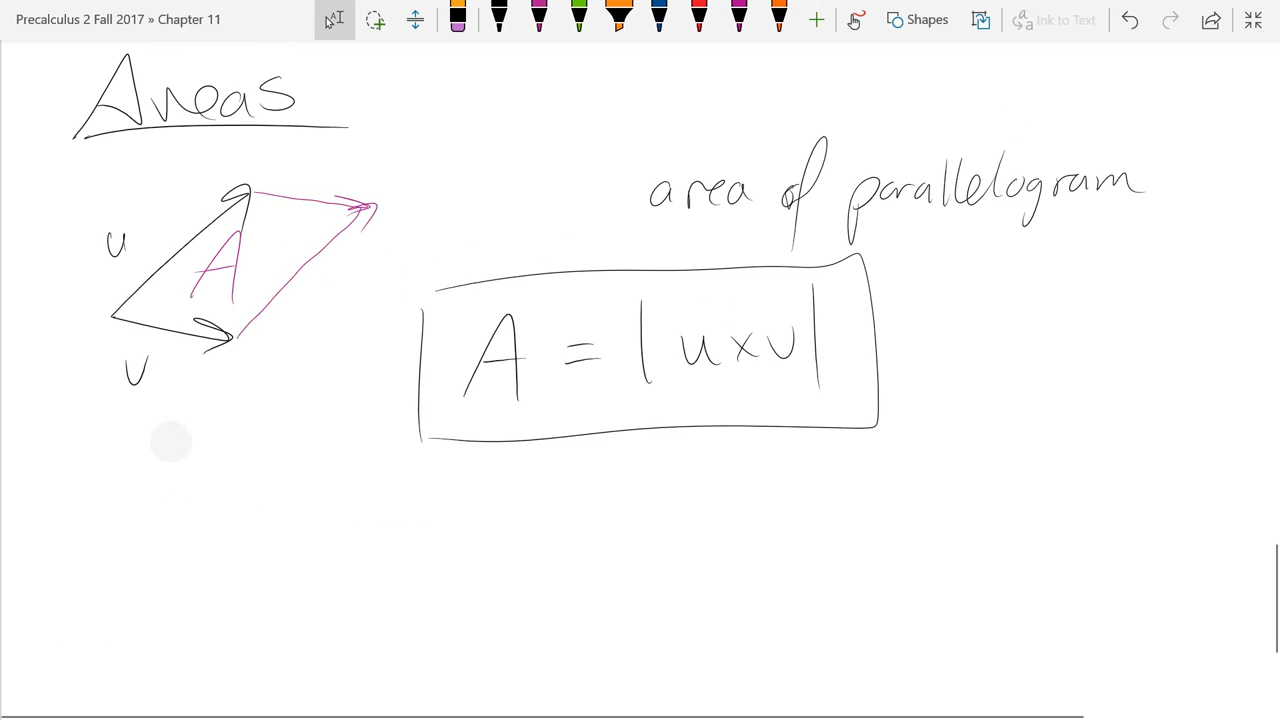 Precalculus 2 Fall 2017 » Chapter 11
Shapes
Ink to Text
Areas
area of parallelogram
u
A
v
A = |u×v|